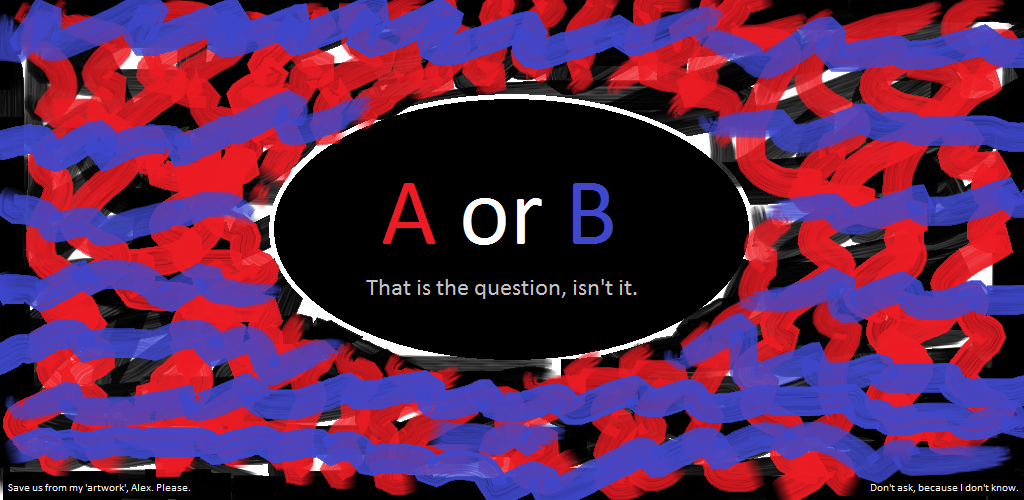 A or B
That is the question, isn't it.
Save us from my 'artwork', Alex. Please.
Don't ask, because I don't know.